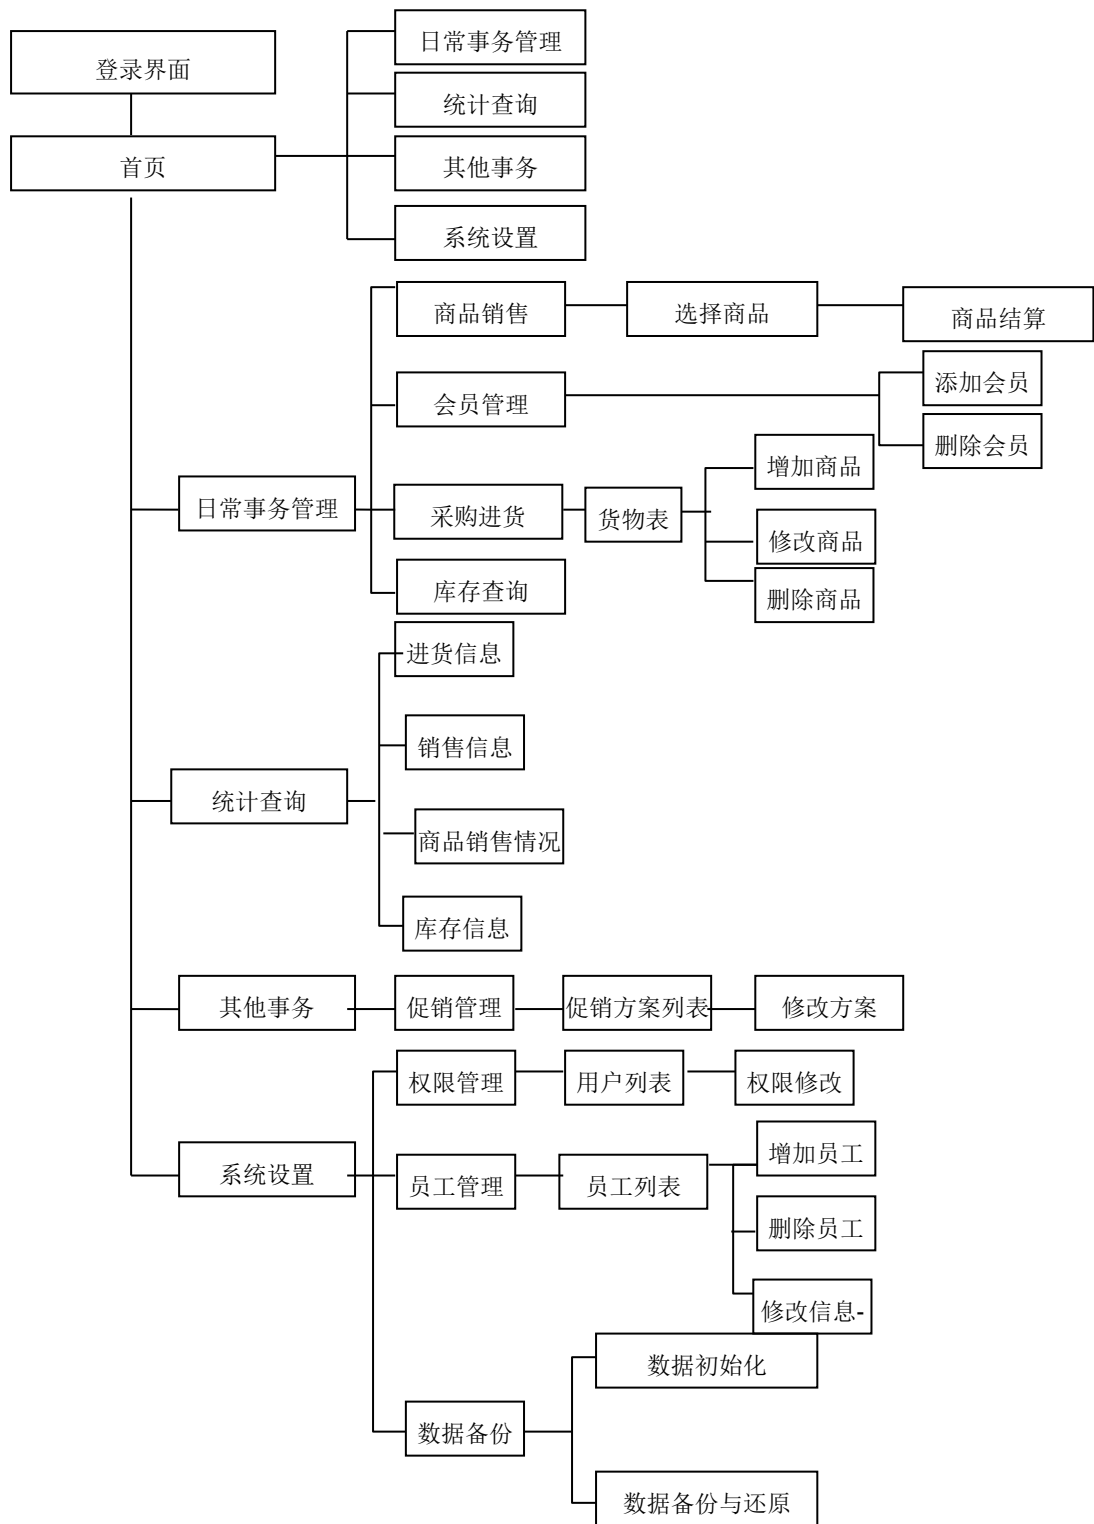 登录界面
首页
日常事务管理
统计查询
其他事务
系统设置
商品销售
选择商品
商品结算
会员管理
添加会员
删除会员
日常事务管理
采购进货
货物表
增加商品
修改商品
删除商品
库存查询
统计查询
进货信息
销售信息
商品销售情况
库存信息
其他事务
促销管理
促销方案列表
修改方案
系统设置
权限管理
用户列表
权限修改
员工管理
员工列表
增加员工
删除员工
修改信息-
数据备份
数据初始化
数据备份与还原